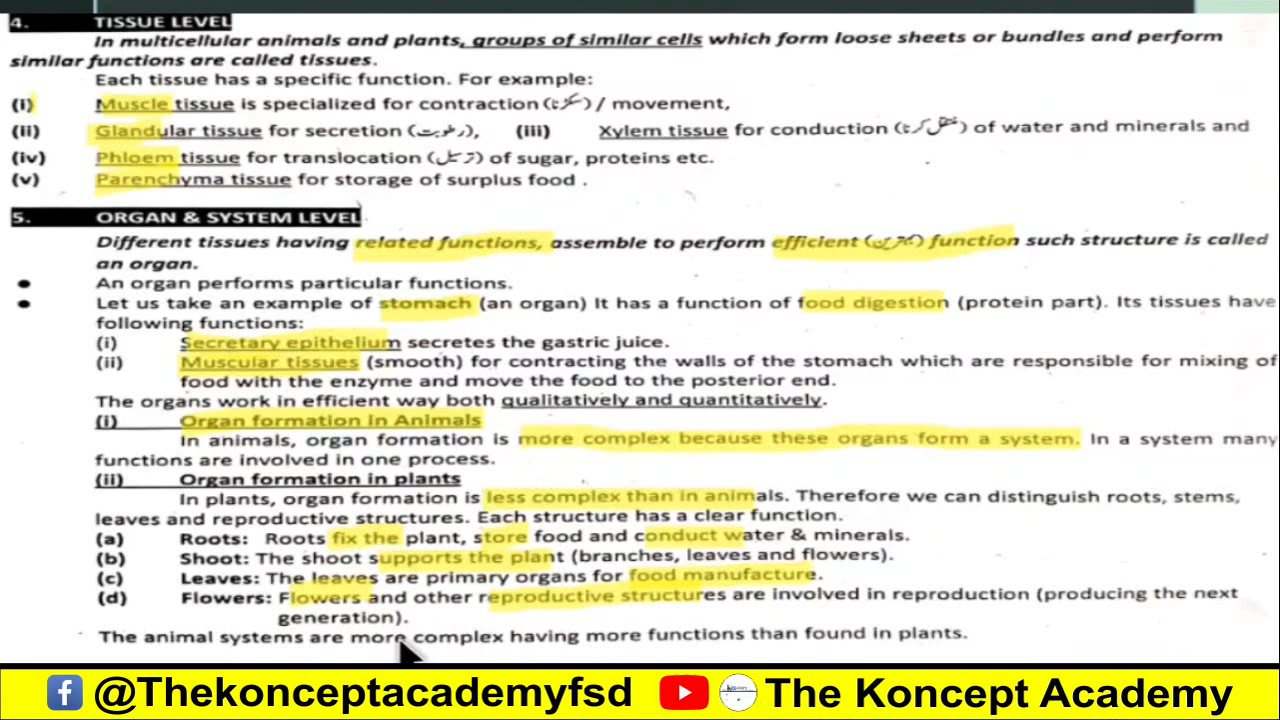 4. TISSUE LEVEL
In multicellular animals and plants, groups of similar cells which form loose sheets or bundles and perform
similar functions are called tissues.
Each tissue has a specific function. For example:
(i) Muscle tissue is specialized for contraction (سکڑنا) / movement,
(ii) Glandular tissue for secretion (رطوبت), (iii) Xylem tissue for conduction (منتقل کرنا) of water and minerals and
(iv) Phloem tissue for translocation (ترسیل) of sugar, proteins etc.
(v) Parenchyma tissue for storage of surplus food .
5. ORGAN & SYSTEM LEVEL
Different tissues having related functions, assemble to perform efficient () function such structure is called
an organ.
• An organ performs particular functions.
• Let us take an example of stomach (an organ) It has a function of food digestion (protein part). Its tissues have
following functions:
(i) Secretary epithelium secretes the gastric juice.
(ii) Muscular tissues (smooth) for contracting the walls of the stomach which are responsible for mixing of
food with the enzyme and move the food to the posterior end.
The organs work in efficient way both qualitatively and quantitatively.
(i) Organ formation in Animals
In animals, organ formation is more complex because these organs form a system. In a system many
functions are involved in one process.
(ii) Organ formation in plants
In plants, organ formation is less complex than in animals. Therefore we can distinguish roots, stems,
leaves and reproductive structures. Each structure has a clear function.
(a) Roots: Roots fix the plant, store food and conduct water & minerals.
(b) Shoot: The shoot supports the plant (branches, leaves and flowers).
(c) Leaves: The leaves are primary organs for food manufacture.
(d) Flowers: Flowers and other reproductive structures are involved in reproduction (producing the next
generation).
The animal systems are more complex having more functions than found in plants.
@Thekonceptacademyfsd The Koncept Academy